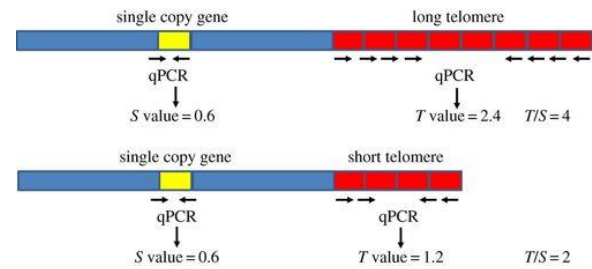 single copy gene long telomere
qPCR qPCR
S value = 0.6 T value = 2.4 T/S = 4
single copy gene short telomere
qPCR qPCR
S value = 0.6 T value = 1.2 T/S = 2